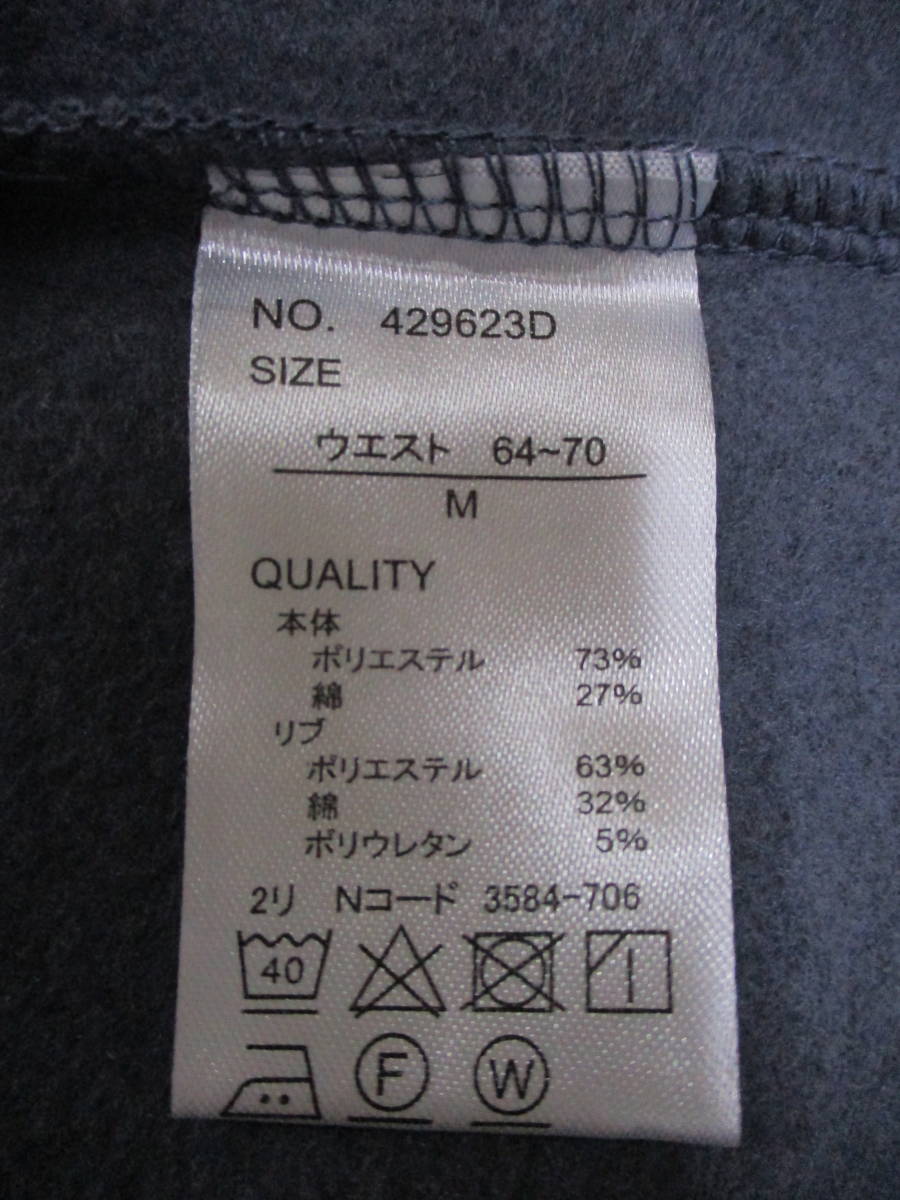 NO. 429623D
SIZE
ウエスト 64~70
M
QUALITY
本体
ポリエステル 73%
綿 27%
リブ
ポリエステル 63%
綿 32%
ポリウレタン 5%
2リ Nコード 3584-706
40
F W